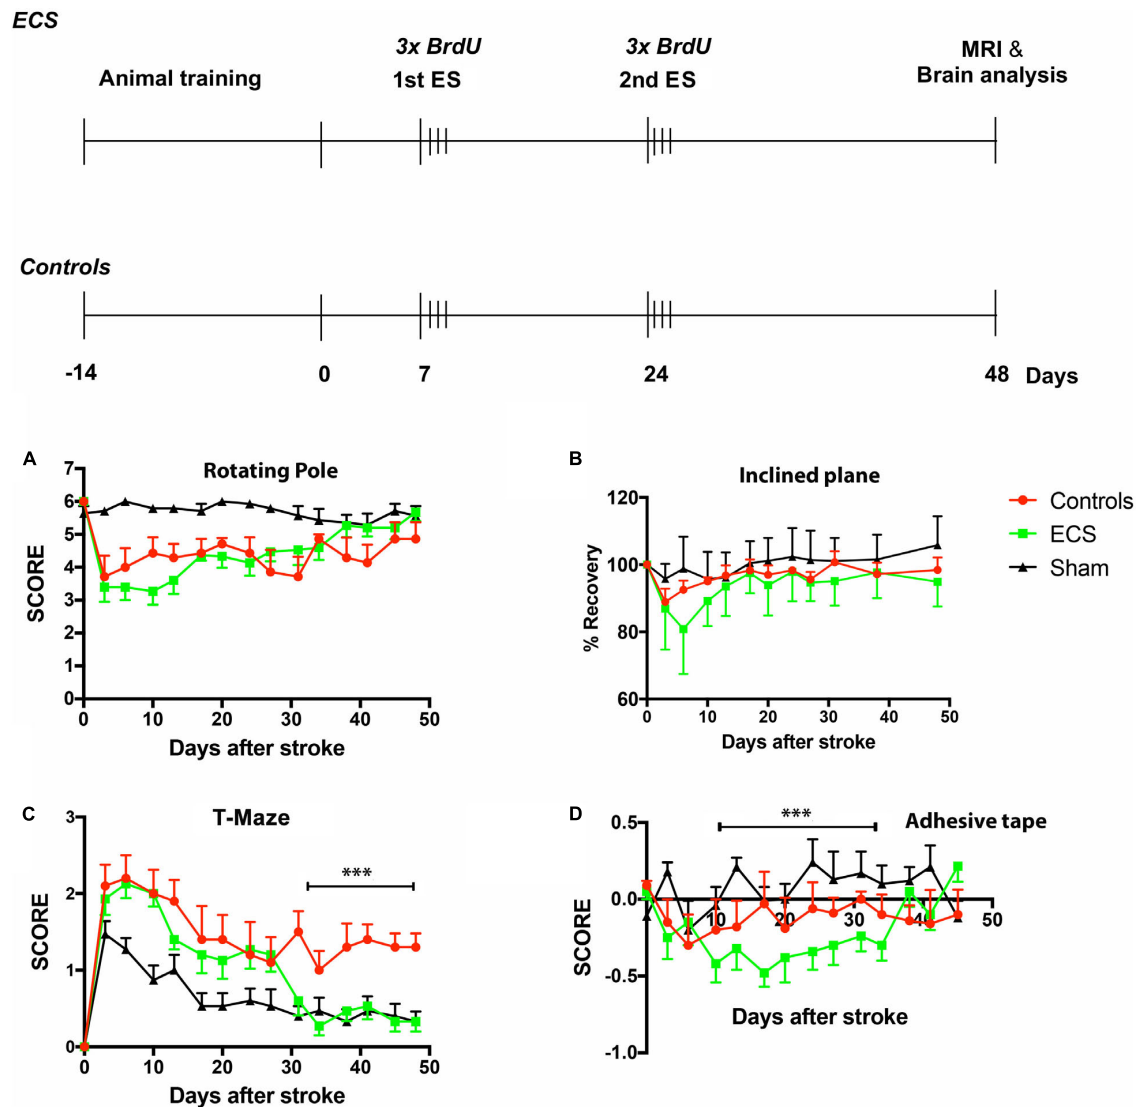 ECS
3x BrdU 3x BrdU MRI &
Animal training 1st ES 2nd ES Brain analysis
Controls
-14 0 7 24 48 Days
A Rotating Pole
7
6
5
4
3
2
1
0
SCORE
0 10 20 30 40 50
Days after stroke
B Inclined plane
120
100
80
60
% Recovery
0 10 20 30 40 50
Days after stroke
Controls
ECS
Sham
C T-Maze
3
2
1
0
SCORE
***
0 10 20 30 40 50
Days after stroke
D *** Adhesive tape
0.5
0.0
-0.5
-1.0
SCORE
10 20 30 40 50
Days after stroke